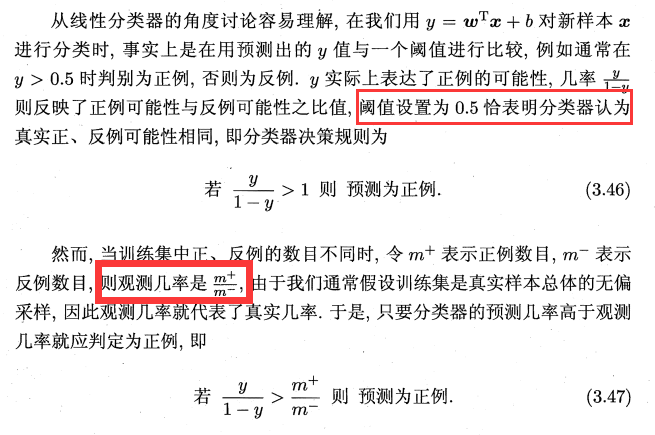 从线性分类器的角度讨论容易理解, 在我们用 y = wᵀx + b 对新样本 x
进行分类时, 事实上是在用预测出的 y 值与一个阈值进行比较, 例如通常在
y > 0.5 时判别为正例, 否则为反例. y 实际上表达了正例的可能性, 几率 y/(1−y)
则反映了正例可能性与反例可能性之比值, 阈值设置为 0.5 恰表明分类器认为
真实正、反例可能性相同, 即分类器决策规则为
若 y/(1−y) > 1 则 预测为正例. (3.46)
然而, 当训练集中正、反例的数目不同时, 令 m⁺ 表示正例数目, m⁻ 表示
反例数目, 则观测几率是 m⁺/m⁻, 由于我们通常假设训练集是真实样本总体的无偏
采样, 因此观测几率就代表了真实几率. 于是, 只要分类器的预测几率高于观测
几率就应判定为正例, 即
若 y/(1−y) > m⁺/m⁻ 则 预测为正例. (3.47)